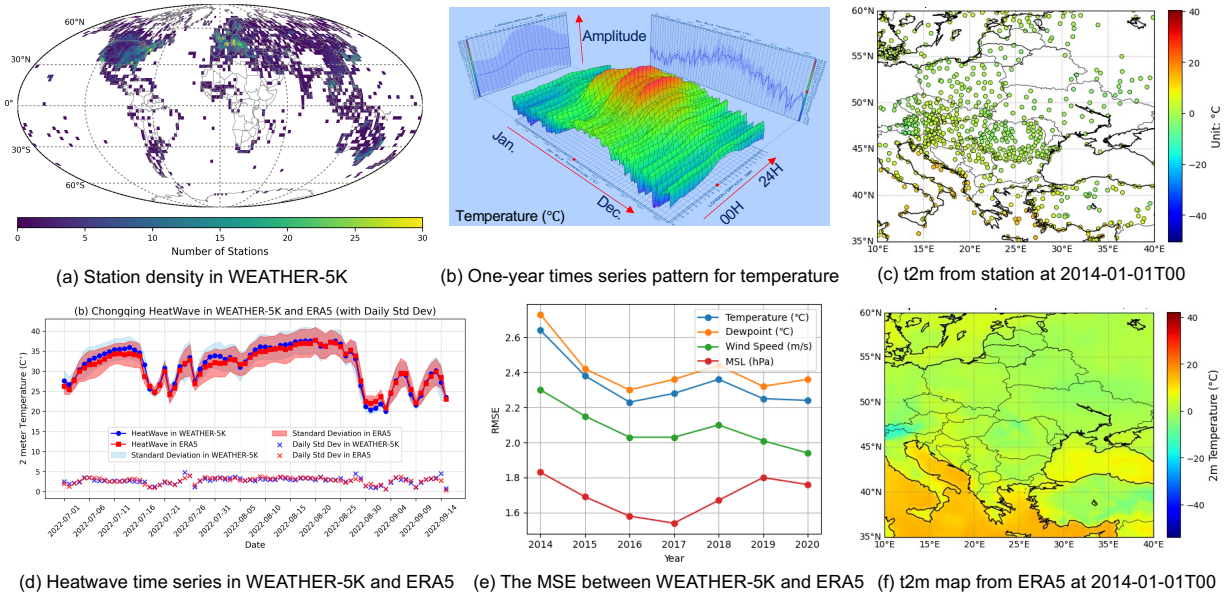 60°N
30°N
0°
30°S
60°S
0 5 10 15 20 25 30
Number of Stations
(a) Station density in WEATHER-5K
Amplitude
Jan.
Dec.
24H
00H
Temperature (℃)
(b) One-year times series pattern for temperature
60°N
55°N
50°N
45°N
40°N
35°N
10°E 15°E 20°E 25°E 30°E 35°E 40°E
40
20
0
−20
−40
Unit: °C
(c) t2m from station at 2014-01-01T00
(b) Chongqing HeatWave in WEATHER-5K and ERA5 (with Daily Std Dev)
2 meter Temperature (C°)
40
35
30
25
20
15
10
5
0
HeatWave in WEATHER-5K
HeatWave in ERA5
Standard Deviation in WEATHER-5K
Standard Deviation in ERA5
Daily Std Dev in WEATHER-5K
Daily Std Dev in ERA5
2022-07-01 2022-07-06 2022-07-11 2022-07-16 2022-07-21 2022-07-26 2022-07-31 2022-08-05 2022-08-10 2022-08-15 2022-08-20 2022-08-25 2022-08-30 2022-09-04 2022-09-09 2022-09-14
Date
(d) Heatwave time series in WEATHER-5K and ERA5
RMSE
2.6
2.4
2.2
2.0
1.8
1.6
Temperature (°C)
Dewpoint (°C)
Wind Speed (m/s)
MSL (hPa)
2014 2015 2016 2017 2018 2019 2020
Year
(e) The MSE between WEATHER-5K and ERA5
60°N
55°N
50°N
45°N
40°N
35°N
10°E 15°E 20°E 25°E 30°E 35°E 40°E
40
20
0
−20
−40
2m Temperature (°C)
(f) t2m map from ERA5 at 2014-01-01T00